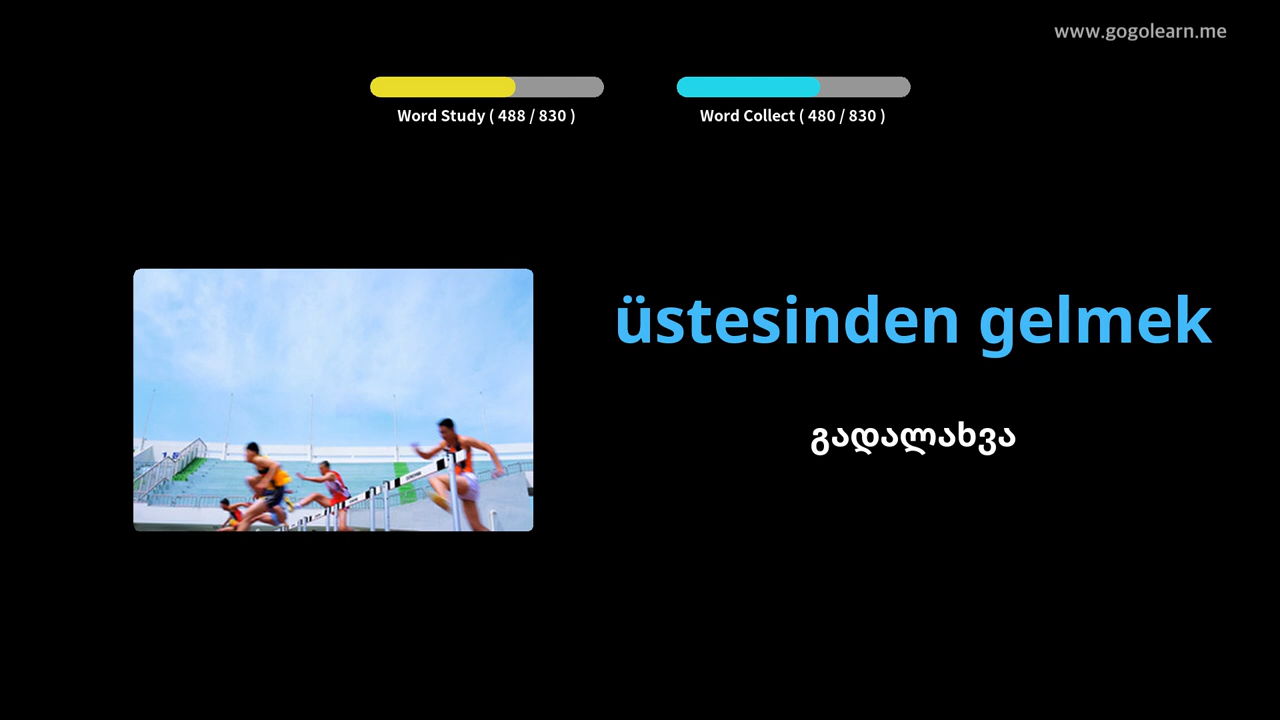 www.gogolearn.me
Word Study ( 488 / 830 )
Word Collect ( 480 / 830 )
üstesinden gelmek
გადალახვა